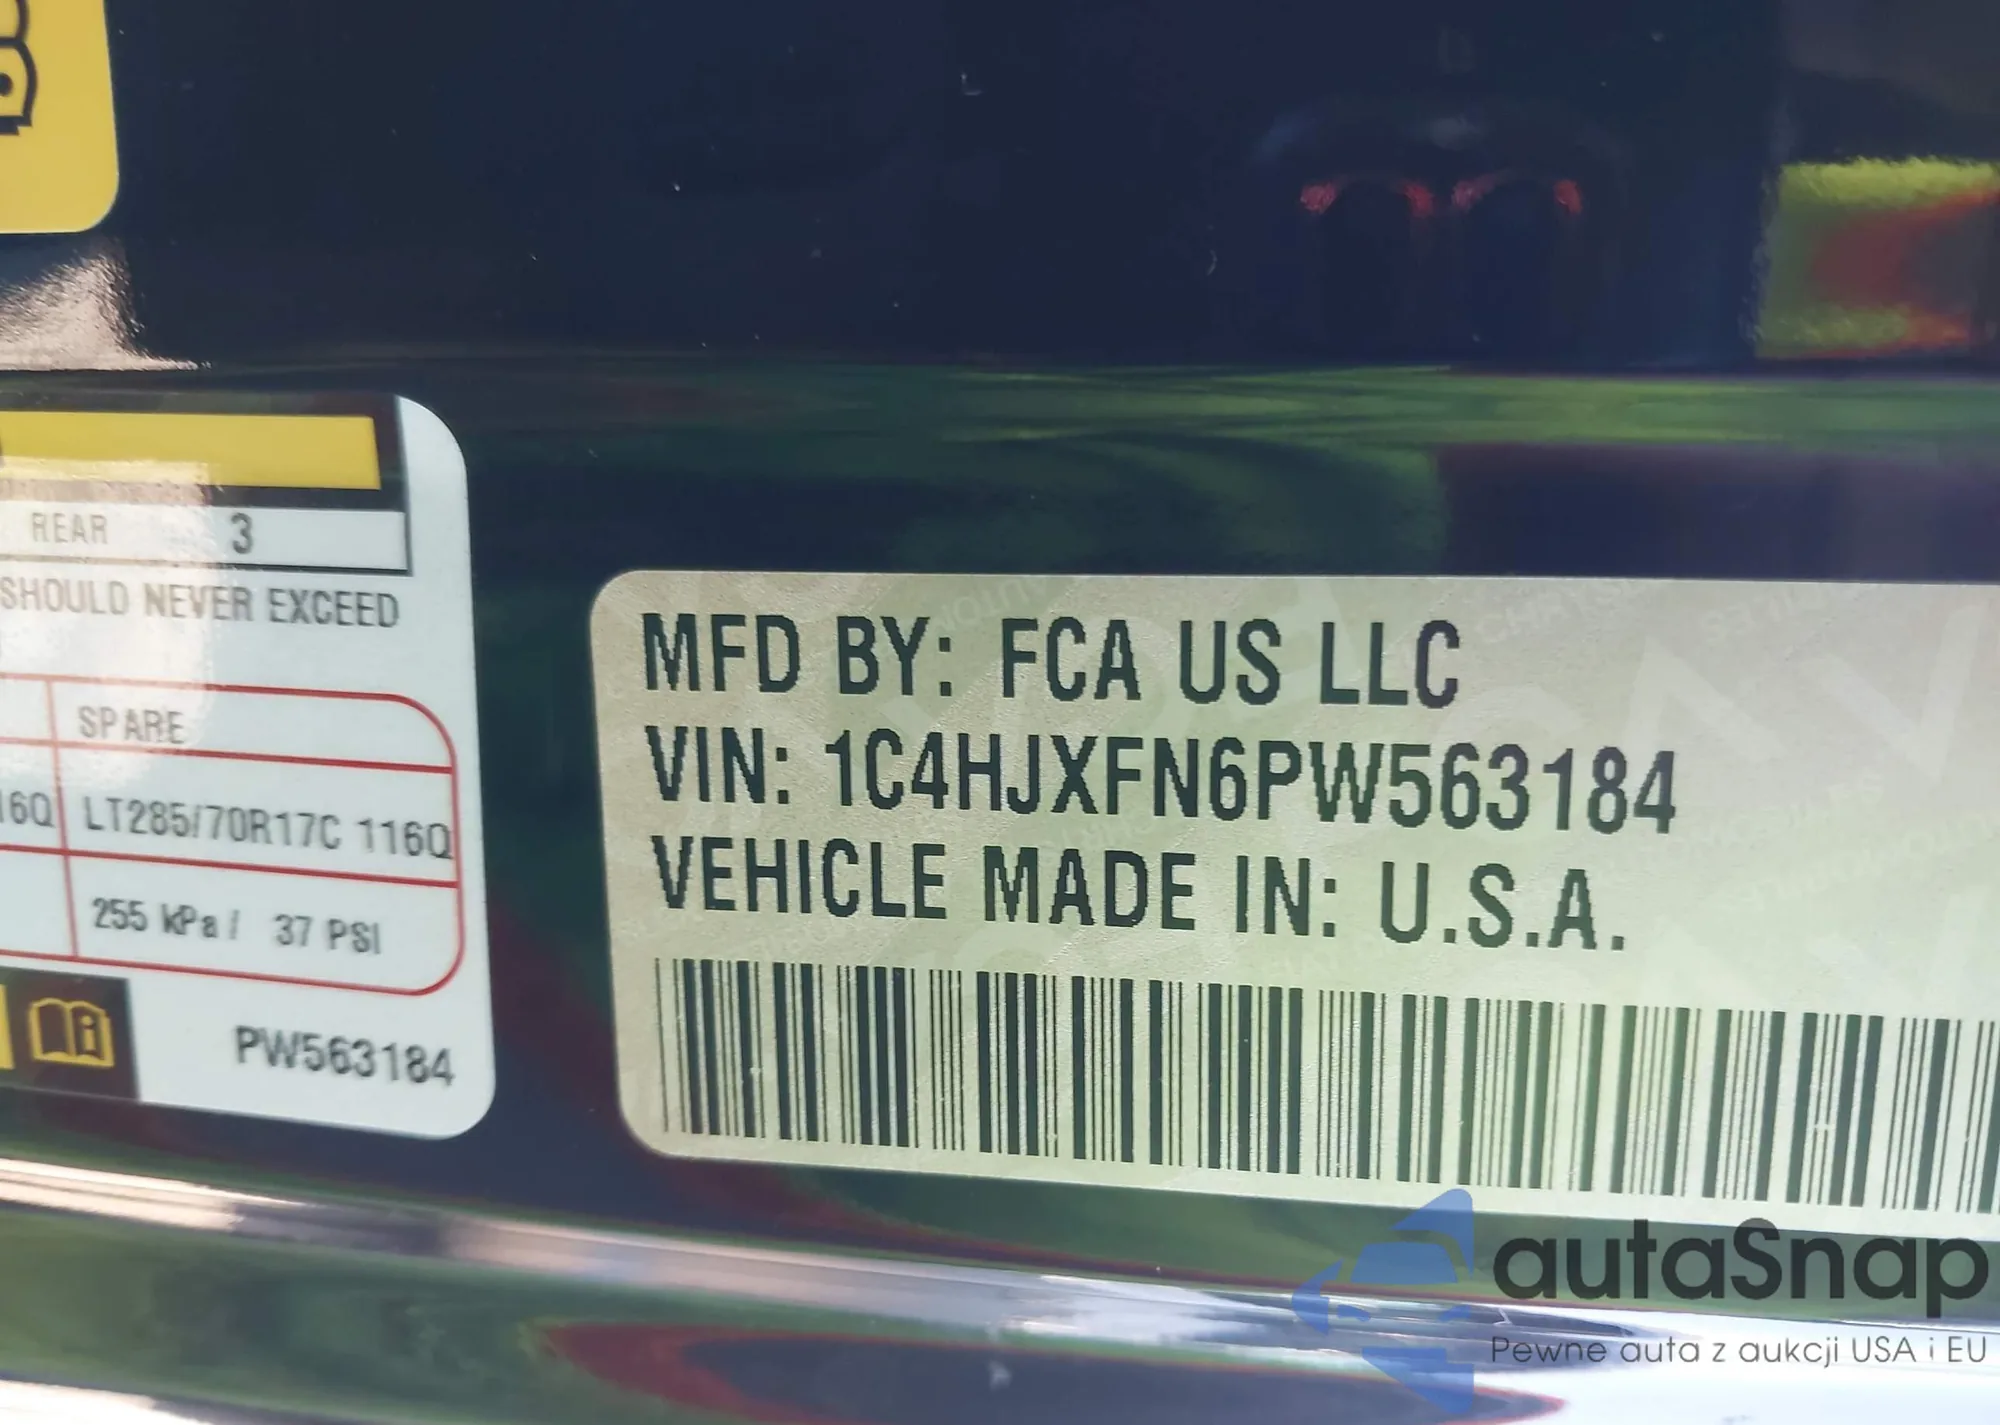 REAR 3
SHOULD NEVER EXCEED
SPARE
16Q LT285/70R17C 116Q
255 kPa / 37 PSI
PW563184
MFD BY: FCA US LLC
VIN: 1C4HJXFN6PW563184
VEHICLE MADE IN: U.S.A.
autaSnap
Pewne auta z aukcji USA i EU